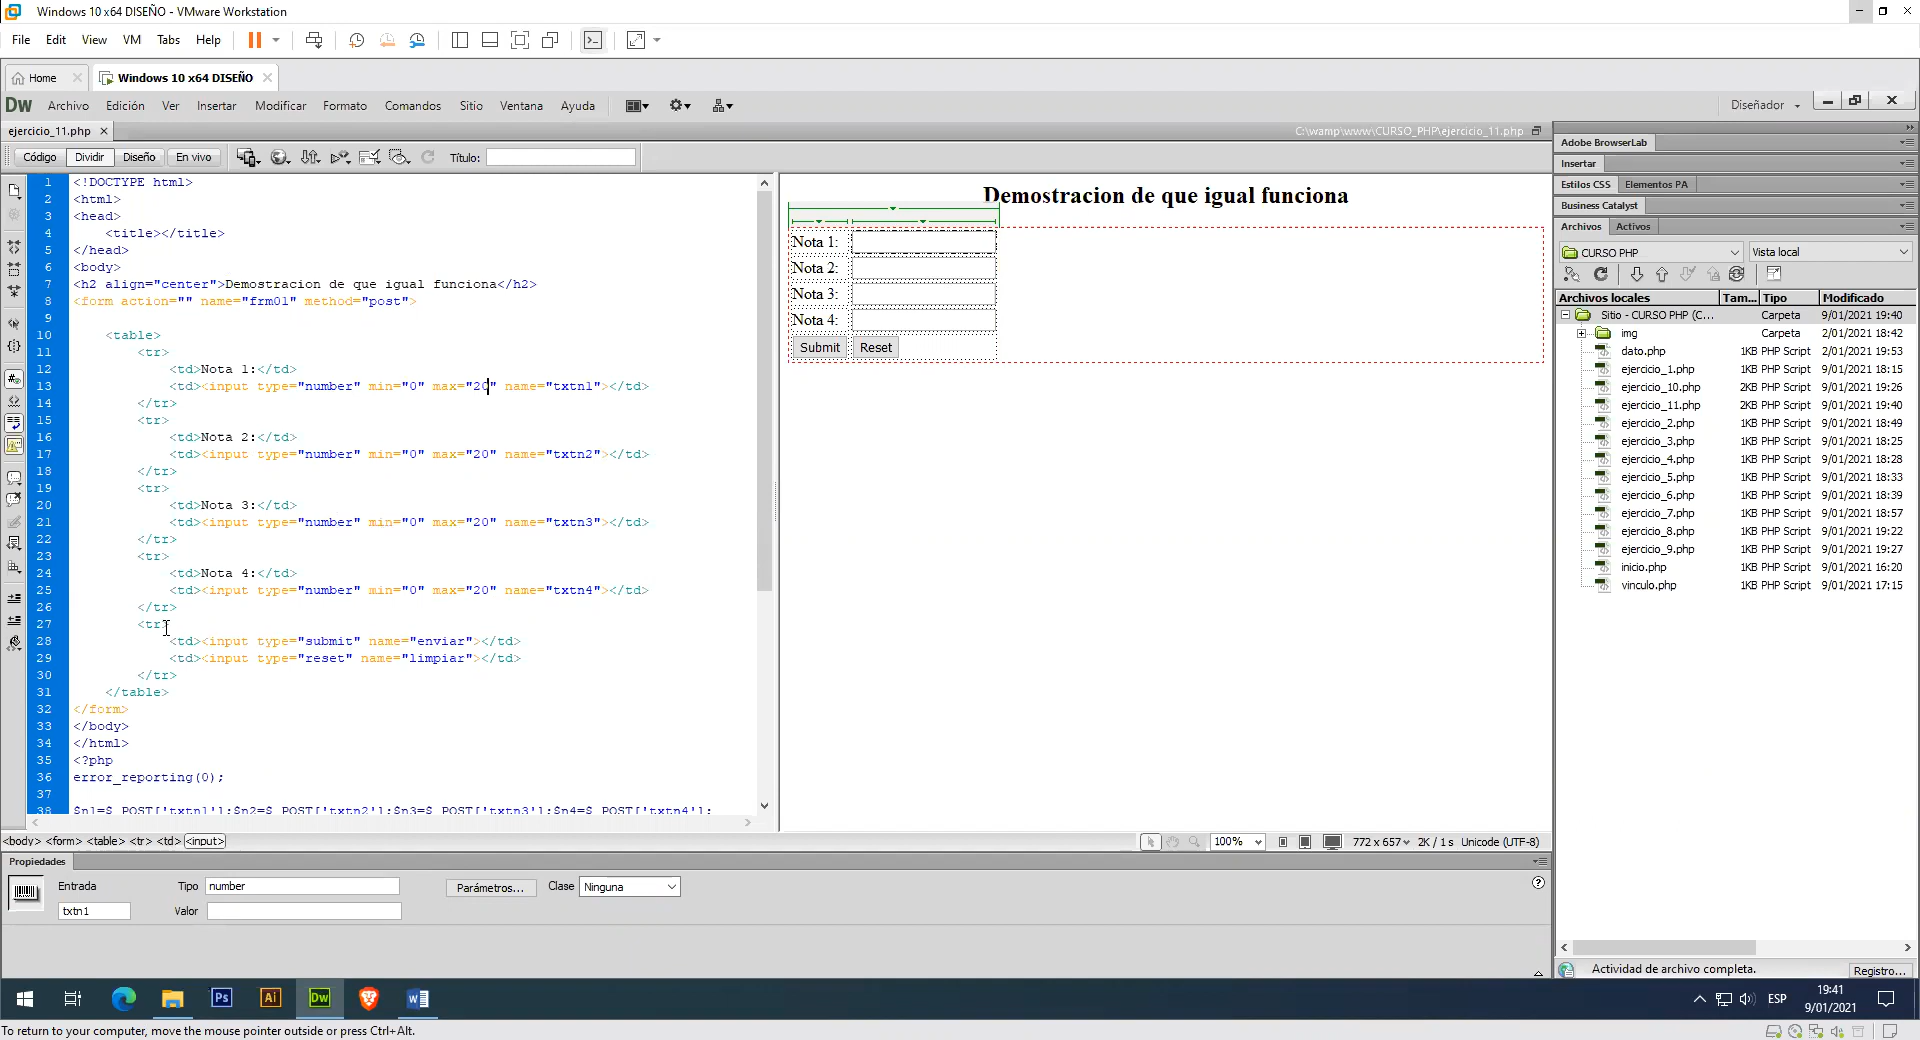 Windows 10 x64 DISEÑO - VMware Workstation
File Edit View VM Tabs Help
Home Windows 10 x64 DISEÑO
Dw Archivo Edición Ver Insertar Modificar Formato Comandos Sitio Ventana Ayuda Diseñador
ejercicio_11.php C:\wamp\www\CURSO_PHP\ejercicio_11.php
Código Dividir Diseño En vivo Título:
1 <!DOCTYPE html>
2 <html>
3 <head>
4 <title></title>
5 </head>
6 <body>
7 <h2 align="center">Demostracion de que igual funciona</h2>
8 <form action="" name="frm01" method="post">
9
10 <table>
11 <tr>
12 <td>Nota 1:</td>
13 <td><input type="number" min="0" max="20" name="txtn1"></td>
14 </tr>
15 <tr>
16 <td>Nota 2:</td>
17 <td><input type="number" min="0" max="20" name="txtn2"></td>
18 </tr>
19 <tr>
20 <td>Nota 3:</td>
21 <td><input type="number" min="0" max="20" name="txtn3"></td>
22 </tr>
23 <tr>
24 <td>Nota 4:</td>
25 <td><input type="number" min="0" max="20" name="txtn4"></td>
26 </tr>
27 <tr>
28 <td><input type="submit" name="enviar"></td>
29 <td><input type="reset" name="limpiar"></td>
30 </tr>
31 </table>
32 </form>
33 </body>
34 </html>
35 <?php
36 error_reporting(0);
37
38 $n1=$_POST['txtn1'];$n2=$_POST['txtn2'];$n3=$_POST['txtn3'];$n4=$_POST['txtn4'];
Demostracion de que igual funciona
Nota 1:
Nota 2:
Nota 3:
Nota 4:
Submit Reset
<body> <form> <table> <tr> <td> <input> 100% 772 x 657 2K / 1 s Unicode (UTF-8)
Propiedades
Entrada Tipo number Parámetros... Clase Ninguna
txtn1 Valor
Adobe BrowserLab
Insertar
Estilos CSS Elementos PA
Business Catalyst
Archivos Activos
CURSO PHP Vista local
Archivos locales Tam... Tipo Modificado
Sitio - CURSO PHP (C... Carpeta 9/01/2021 19:40
img Carpeta 2/01/2021 18:42
dato.php 1KB PHP Script 2/01/2021 19:53
ejercicio_1.php 1KB PHP Script 9/01/2021 18:15
ejercicio_10.php 2KB PHP Script 9/01/2021 19:26
ejercicio_11.php 2KB PHP Script 9/01/2021 19:40
ejercicio_2.php 1KB PHP Script 9/01/2021 18:49
ejercicio_3.php 1KB PHP Script 9/01/2021 18:25
ejercicio_4.php 1KB PHP Script 9/01/2021 18:28
ejercicio_5.php 1KB PHP Script 9/01/2021 18:33
ejercicio_6.php 1KB PHP Script 9/01/2021 18:39
ejercicio_7.php 1KB PHP Script 9/01/2021 18:57
ejercicio_8.php 1KB PHP Script 9/01/2021 19:22
ejercicio_9.php 1KB PHP Script 9/01/2021 19:27
inicio.php 1KB PHP Script 9/01/2021 16:20
vinculo.php 1KB PHP Script 9/01/2021 17:15
Actividad de archivo completa. Registro...
Ps Ai Dw ESP 19:41
9/01/2021
To return to your computer, move the mouse pointer outside or press Ctrl+Alt.